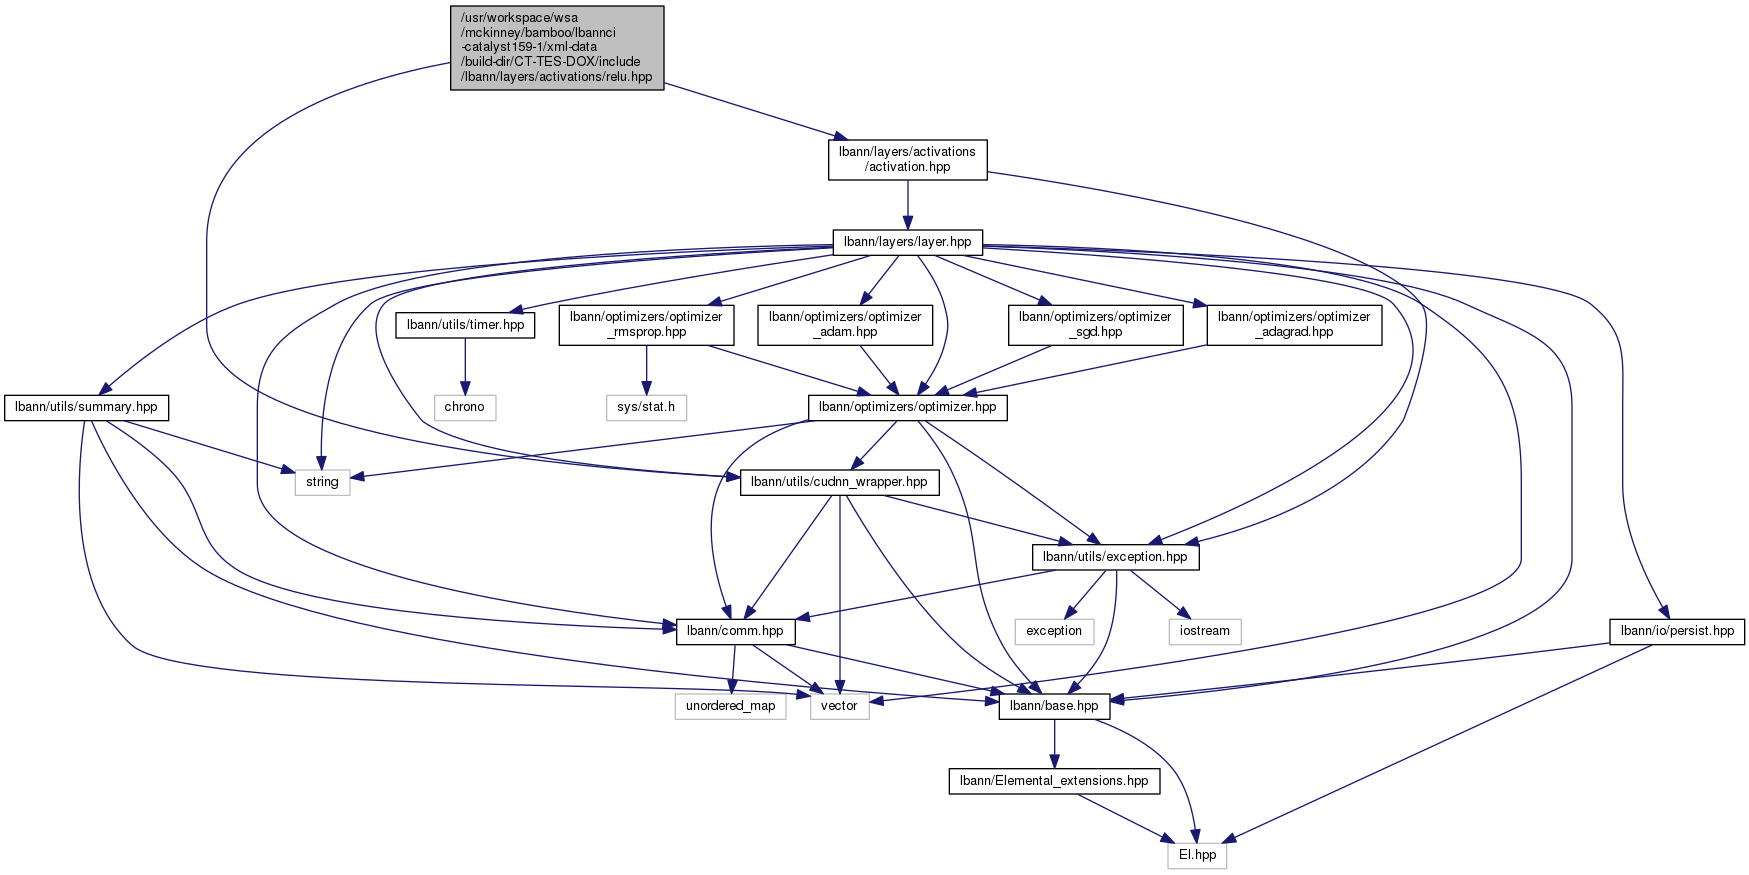 /usr/workspace/wsa
/mckinney/bamboo/lbannci
-catalyst159-1/xml-data
/build-dir/CT-TES-DOX/include
/lbann/layers/activations/relu.hpp
lbann/layers/activations
/activation.hpp
lbann/layers/layer.hpp
lbann/utils/timer.hpp
lbann/optimizers/optimizer
_rmsprop.hpp
lbann/optimizers/optimizer
_adam.hpp
lbann/optimizers/optimizer
_sgd.hpp
lbann/optimizers/optimizer
_adagrad.hpp
lbann/utils/summary.hpp
chrono
sys/stat.h
lbann/optimizers/optimizer.hpp
string
lbann/utils/cudnn_wrapper.hpp
lbann/utils/exception.hpp
lbann/comm.hpp
exception
iostream
lbann/io/persist.hpp
unordered_map
vector
lbann/base.hpp
lbann/Elemental_extensions.hpp
El.hpp